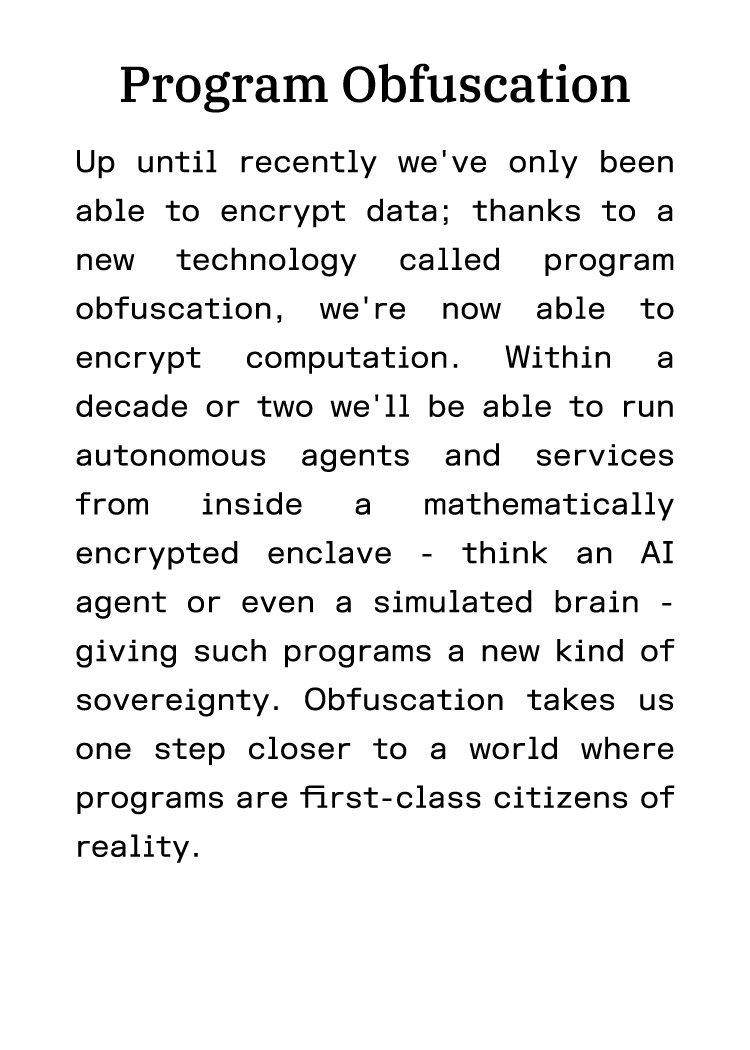 Program Obfuscation
Up until recently we've only been
able to encrypt data; thanks to a
new technology called program
obfuscation, we're now able to
encrypt computation. Within a
decade or two we'll be able to run
autonomous agents and services
from inside a mathematically
encrypted enclave - think an AI
agent or even a simulated brain -
giving such programs a new kind of
sovereignty. Obfuscation takes us
one step closer to a world where
programs are first-class citizens of
reality.